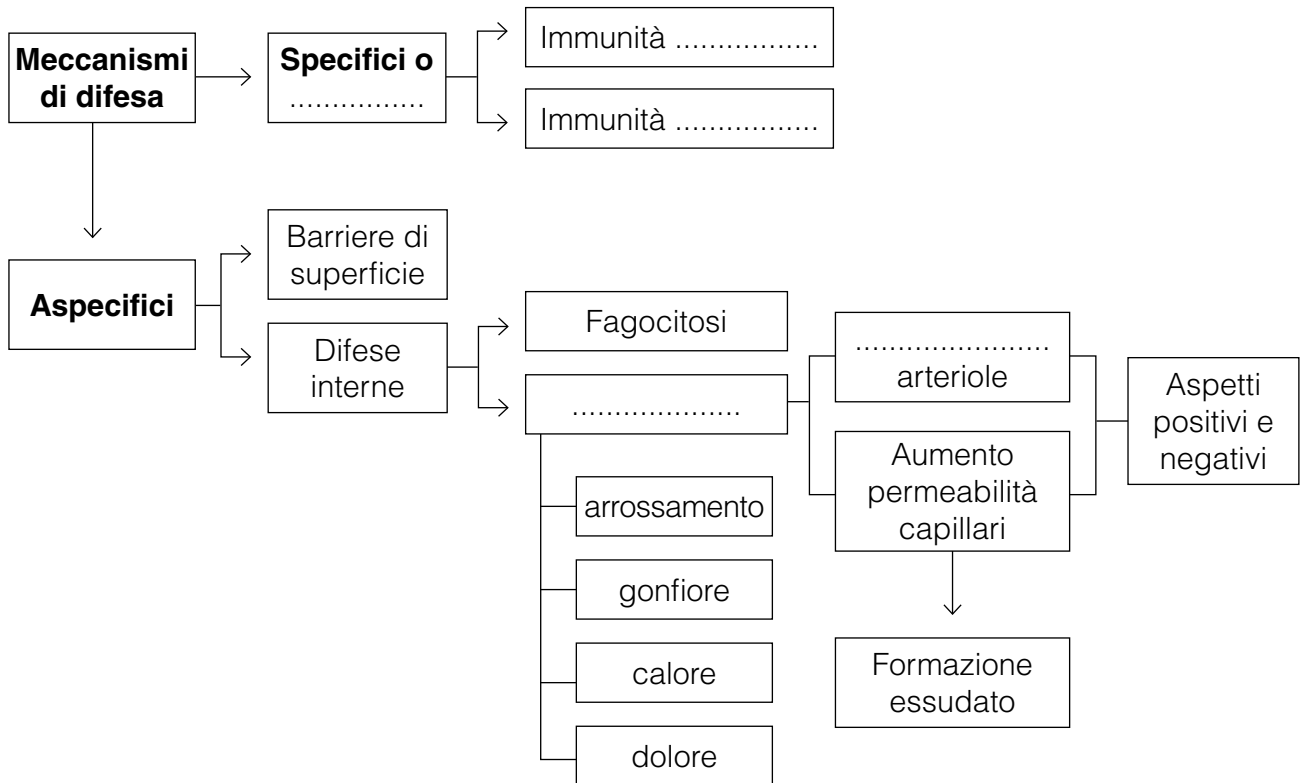 Meccanismi
di difesa
Specifici o
................
Immunità .................
Immunità .................
Aspecifici
Barriere di
superficie
Difese
interne
Fagocitosi
....................
arrossamento
gonfiore
calore
dolore
.......................
arteriole
Aumento
permeabilità
capillari
Formazione
essudato
Aspetti
positivi e
negativi